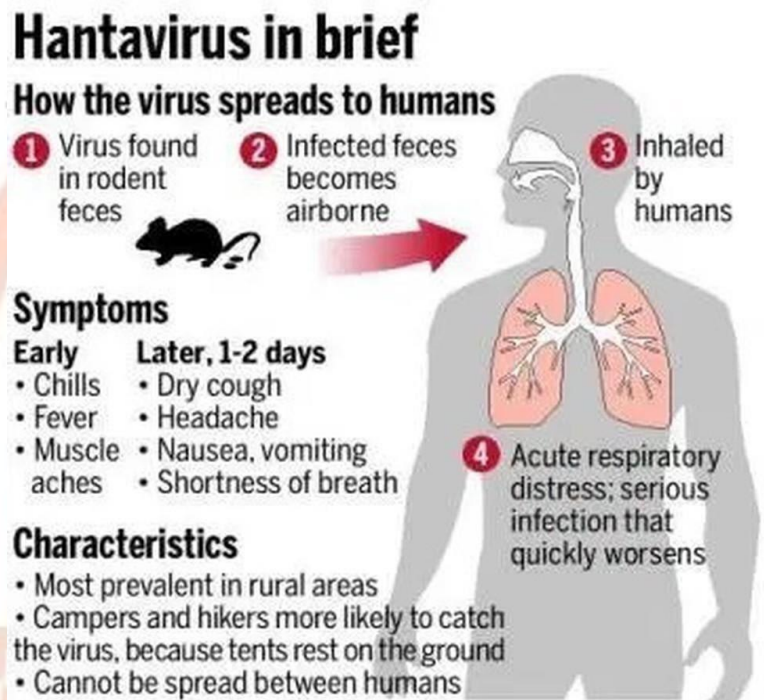 Hantavirus in brief
How the virus spreads to humans
1 Virus found
in rodent
feces
2 Infected feces
becomes
airborne
3 Inhaled
by
humans
Symptoms
Early
• Chills
• Fever
• Muscle
aches
Later, 1-2 days
• Dry cough
• Headache
• Nausea, vomiting
• Shortness of breath
4 Acute respiratory
distress; serious
infection that
quickly worsens
Characteristics
• Most prevalent in rural areas
• Campers and hikers more likely to catch
the virus, because tents rest on the ground
• Cannot be spread between humans